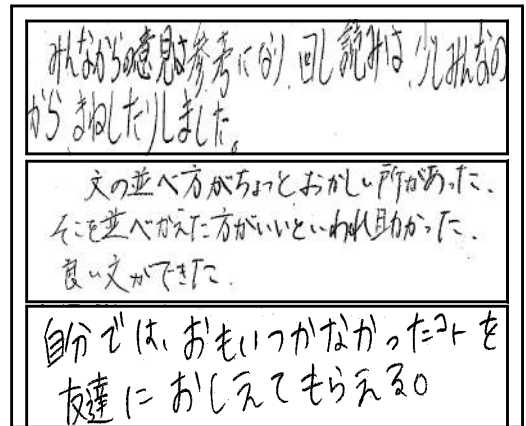 みんなからの意見は参考になり、回し読みは、少しみんなの
から、まねしたりしました。
文の並べ方がちょっとおかしい所があった、
そこを並べかえた方がいいといわれ助かった、
良い文ができた。
自分では、おもいつかなかったコトを
友達におしえてもらえる。